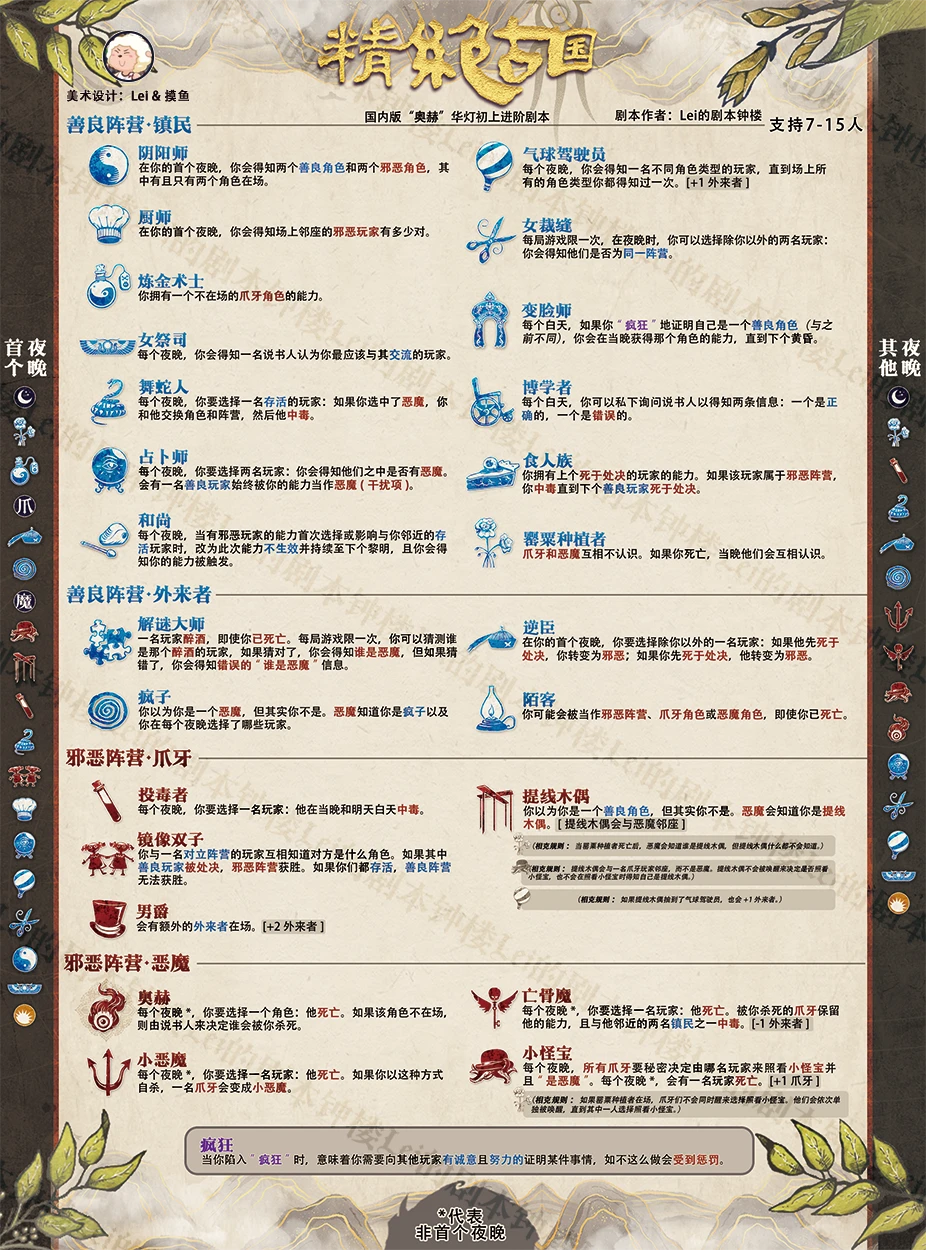 精绝古国
美术设计：Lei & 摸鱼
国内版“奥赫”华灯初上进阶剧本
剧本作者：Lei的剧本钟楼
支持7-15人
善良阵营·镇民
阴阳师
在你的首个夜晚，你会得知两个善良角色和两个邪恶角色，其
中有且只有两个角色在场。
厨师
在你的首个夜晚，你会得知场上邻座的邪恶玩家有多少对。
炼金术士
你拥有一个不在场的爪牙角色的能力。
女祭司
每个夜晚，你会得知一名说书人认为你最应该与其交流的玩家。
舞蛇人
每个夜晚，你要选择一名存活的玩家：如果你选中了恶魔，你
和他交换角色和阵营，然后他中毒。
占卜师
每个夜晚，你要选择两名玩家：你会得知他们之中是否有恶魔。
会有一名善良玩家始终被你的能力当作恶魔（干扰项）。
和尚
每个夜晚，当有邪恶玩家的能力首次选择或影响与你邻近的存
活玩家时，改为此次能力不生效并持续至下个黎明，且你会得
知你的能力被触发。
气球驾驶员
每个夜晚，你会得知一名不同角色类型的玩家，直到场上所
有的角色类型你都得知过一次。[+1 外来者 ]
女裁缝
每局游戏限一次，在夜晚时，你可以选择除你以外的两名玩家：
你会得知他们是否为同一阵营。
变脸师
每个白天，如果你“疯狂”地证明自己是一个善良角色（与之
前不同），你会在当晚获得那个角色的能力，直到下个黄昏。
博学者
每个白天，你可以私下询问说书人以得知两条信息：一个是正
确的，一个是错误的。
食人族
你拥有上个死于处决的玩家的能力。如果该玩家属于邪恶阵营，
你中毒直到下个善良玩家死于处决。
罂粟种植者
爪牙和恶魔互相不认识。如果你死亡，当晚他们会互相认识。
善良阵营·外来者
解谜大师
一名玩家醉酒，即使你已死亡。每局游戏限一次，你可以猜测谁
是那个醉酒的玩家，如果猜对了，你会得知谁是恶魔，但如果猜
错了，你会得知错误的“谁是恶魔”信息。
疯子
你以为你是一个恶魔，但其实你不是。恶魔知道你是疯子以及
你在每个夜晚选择了哪些玩家。
逆臣
在你的首个夜晚，你要选择除你以外的一名玩家：如果他先死于
处决，你转变为邪恶；如果你先死于处决，他转变为邪恶。
陌客
你可能会被当作邪恶阵营、爪牙角色或恶魔角色，即使你已死亡。
邪恶阵营·爪牙
投毒者
每个夜晚，你要选择一名玩家：他在当晚和明天白天中毒。
镜像双子
你与一名对立阵营的玩家互相知道对方是什么角色。如果其中
善良玩家被处决，邪恶阵营获胜。如果你们都存活，善良阵营
无法获胜。
男爵
会有额外的外来者在场。[+2 外来者 ]
提线木偶
你以为你是一个善良角色，但其实你不是。恶魔会知道你是提线
木偶。[ 提线木偶会与恶魔邻座 ]
（相克规则： 当罂粟种植者死亡后，恶魔会知道谁是提线木偶，但提线木偶什么都不会知道。）
（相克规则： 提线木偶会与一名爪牙玩家邻座，而不是恶魔。提线木偶不会被唤醒来决定是否照看
小怪宝，也不会在照看小怪宝时得知自己是提线木偶。）
（相克规则： 如果提线木偶抽到了气球驾驶员，也会 +1 外来者。）
邪恶阵营·恶魔
奥赫
每个夜晚 *，你要选择一个角色：他死亡。如果该角色不在场，
则由说书人来决定谁会被你杀死。
小恶魔
每个夜晚 *，你要选择一名玩家：他死亡。如果你以这种方式
自杀，一名爪牙会变成小恶魔。
亡骨魔
每个夜晚 *，你要选择一名玩家：他死亡。被你杀死的爪牙保留
他的能力，且与他邻近的两名镇民之一中毒。[-1 外来者 ]
小怪宝
每个夜晚，所有爪牙要秘密决定由哪名玩家来照看小怪宝并
且“是恶魔”。每个夜晚 *，会有一名玩家死亡。[+1 爪牙 ]
（相克规则： 如果罂粟种植者在场，爪牙们不会同时醒来选择照看小怪宝。他们会依次单
独被唤醒，直到其中一人选择照看小怪宝。）
疯狂
当你陷入“疯狂”时，意味着你需要向其他玩家有诚意且努力的证明某件事情，如不这么做会受到惩罚。
*代表
非首个夜晚
首个夜晚
爪
魔
其他夜晚